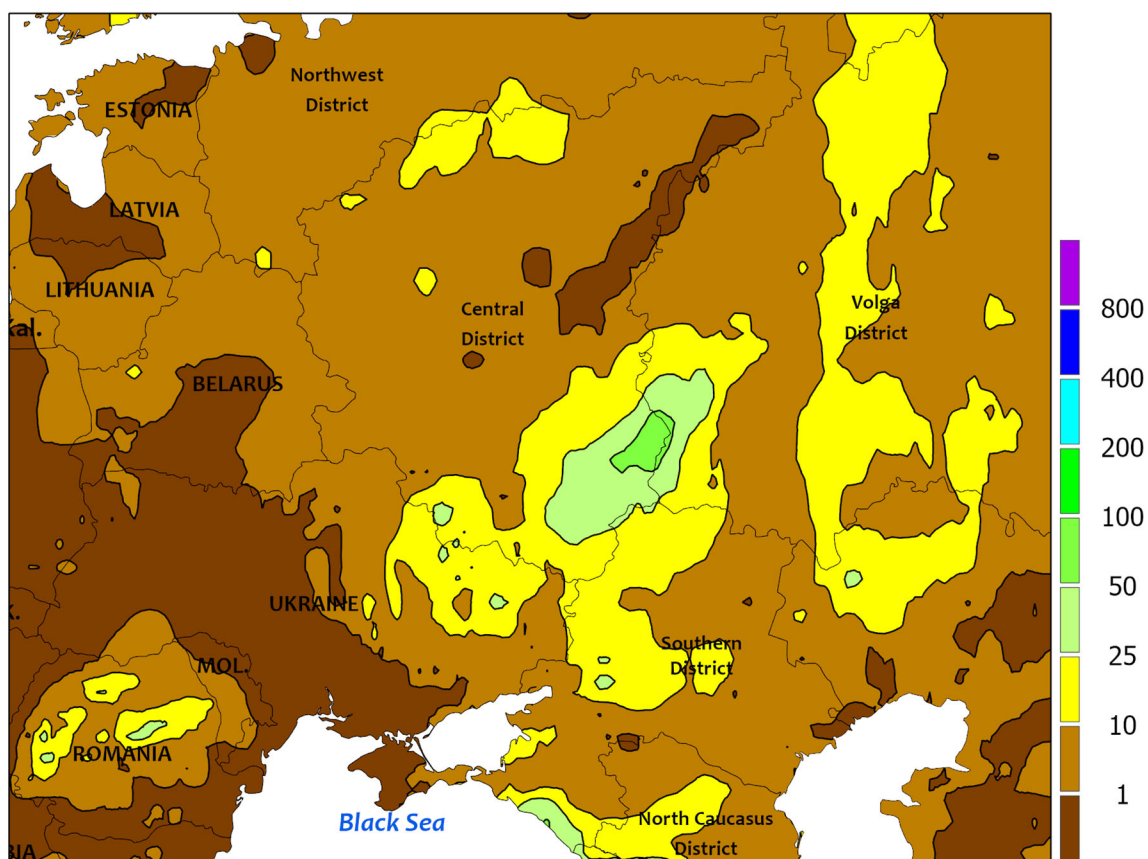 Northwest
District
ESTONIA
LATVIA
LITHUANIA
Central
District
Volga
District
800
400
200
100
50
25
10
1
BELARUS
UKRAINE
Southern
District
MOL.
ROMANIA
Black Sea
North Caucasus
District